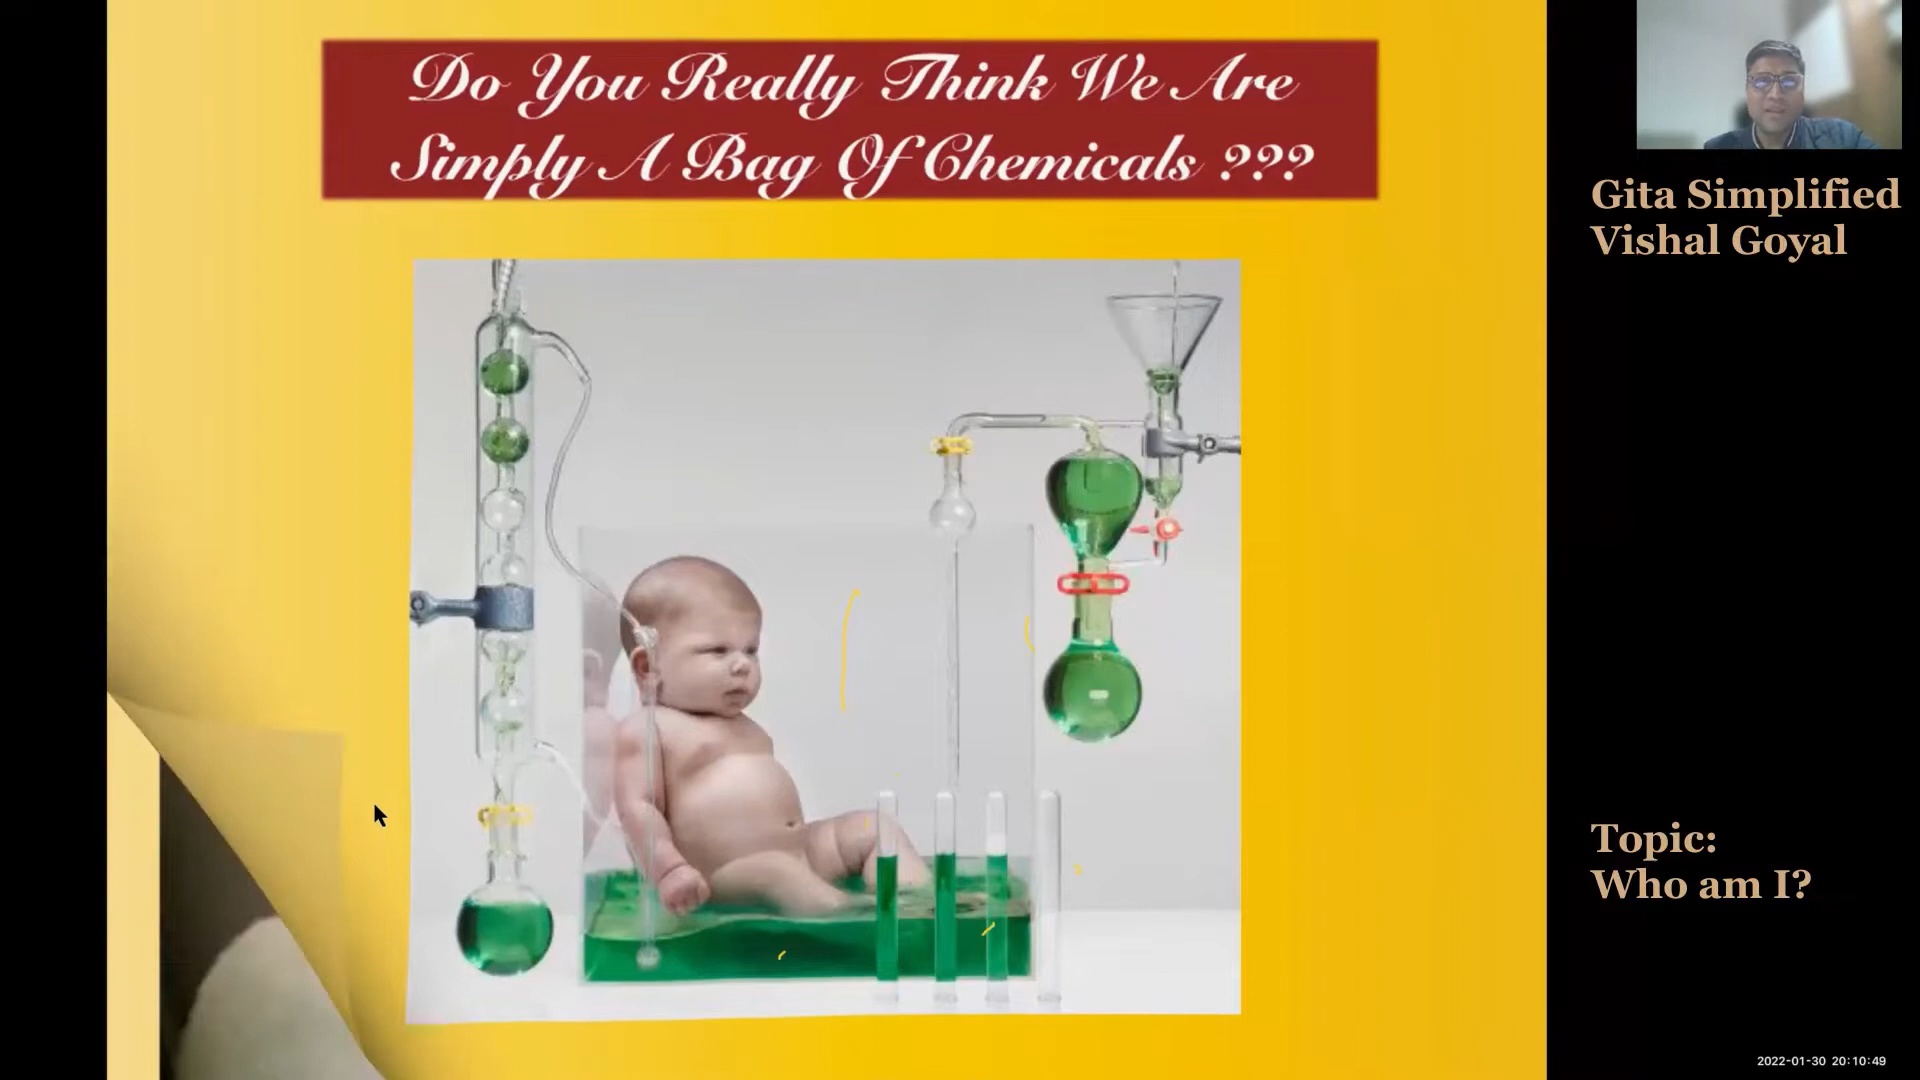 Do You Really Think We Are
Simply A Bag Of Chemicals ???
Gita Simplified
Vishal Goyal
Topic:
Who am I?
2022-01-30 20:10:49